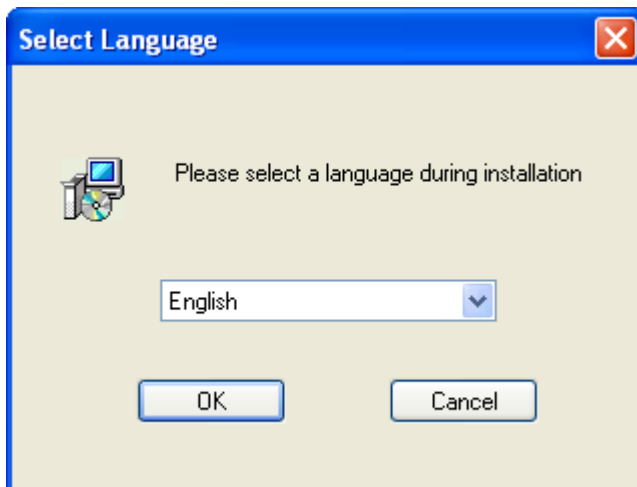 Select Language
Please select a language during installation
English
OK
Cancel